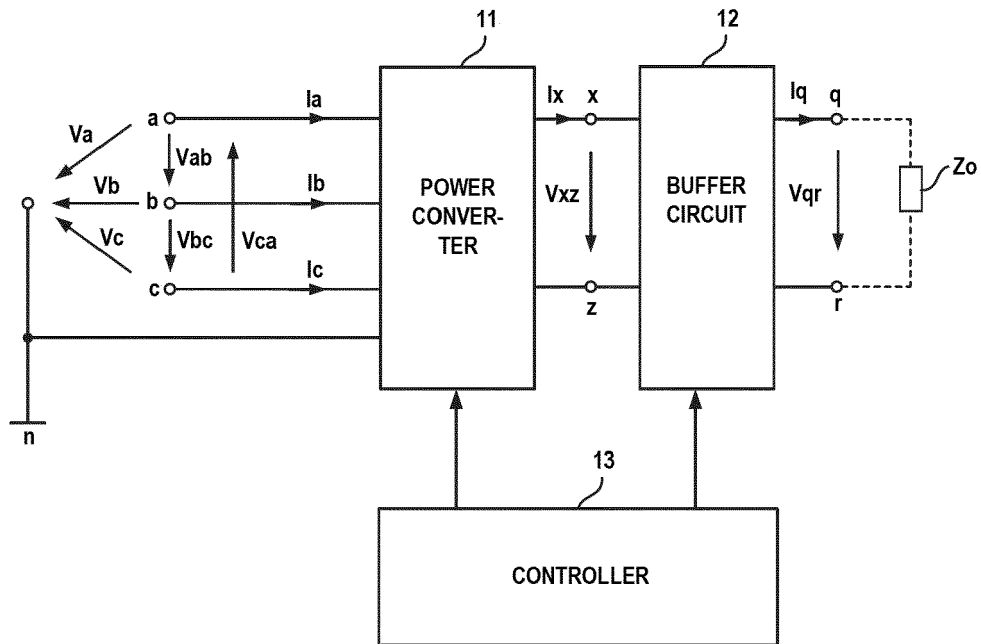 11
12
Ia
Ix
x
Iq
q
a
Va
Vab
Zo
Vb
b
Ib
POWER
CONVER-
TER
Vxz
BUFFER
CIRCUIT
Vqr
Vc
Vbc
Vca
c
Ic
z
r
n
13
CONTROLLER